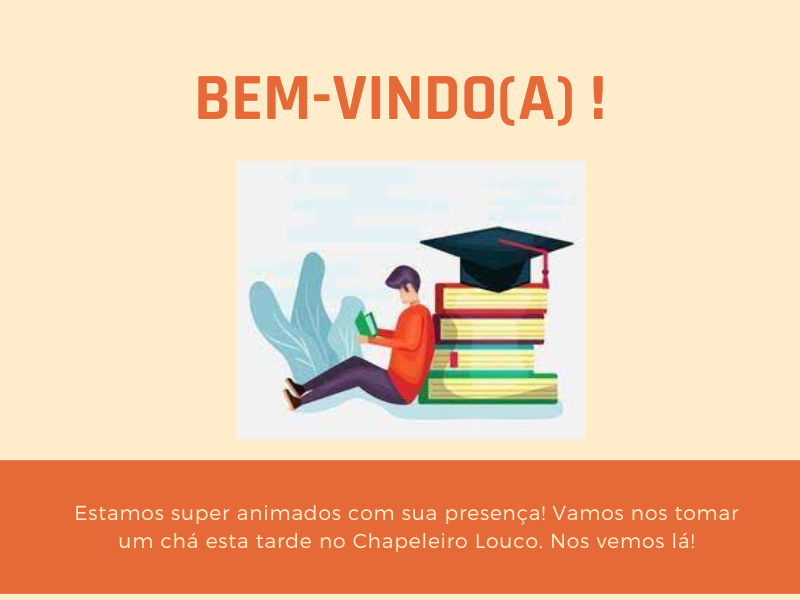 BEM-VINDO(A) !
Estamos super animados com sua presença! Vamos nos tomar
um chá esta tarde no Chapeleiro Louco. Nos vemos lá!